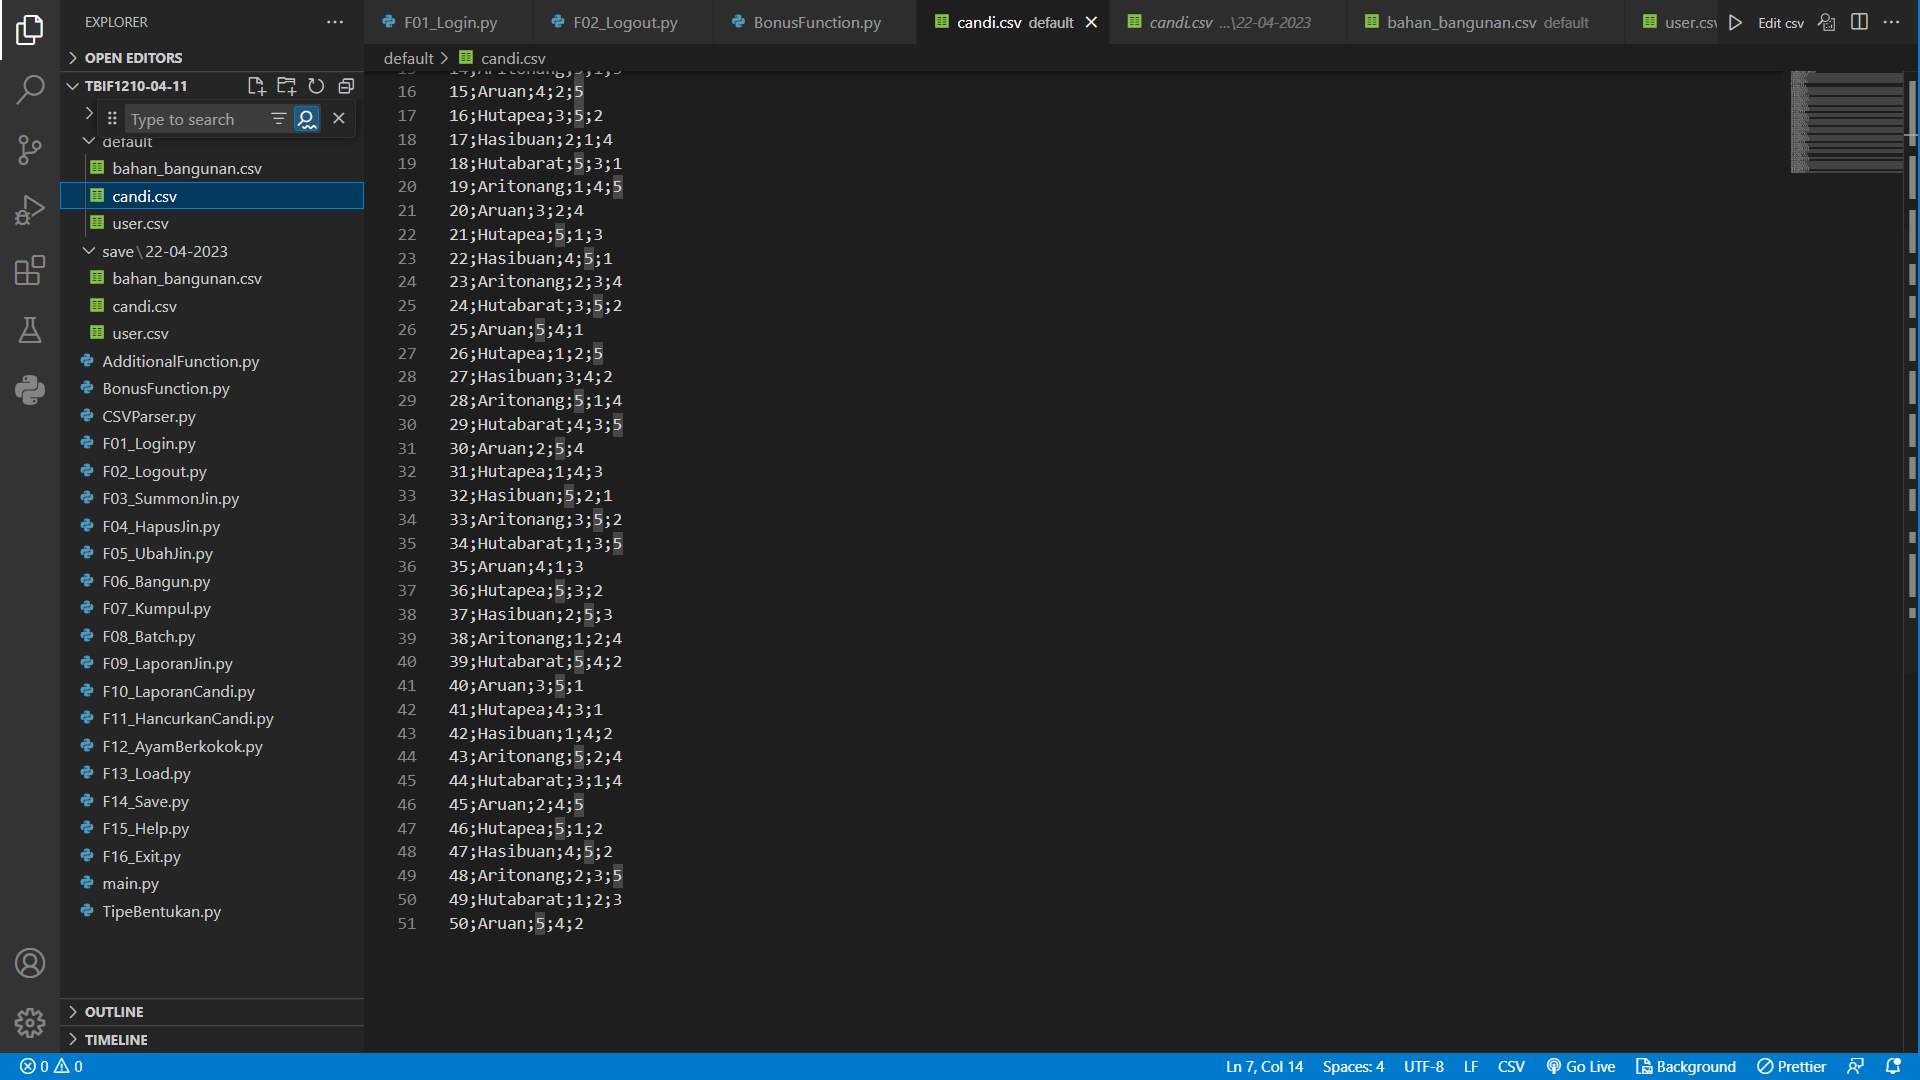 EXPLORER
OPEN EDITORS
TBIF1210-04-11
Type to search
default
bahan_bangunan.csv
candi.csv
user.csv
save\22-04-2023
bahan_bangunan.csv
candi.csv
user.csv
AdditionalFunction.py
BonusFunction.py
CSVParser.py
F01_Login.py
F02_Logout.py
F03_SummonJin.py
F04_HapusJin.py
F05_UbahJin.py
F06_Bangun.py
F07_Kumpul.py
F08_Batch.py
F09_LaporanJin.py
F10_LaporanCandi.py
F11_HancurkanCandi.py
F12_AyamBerkokok.py
F13_Load.py
F14_Save.py
F15_Help.py
F16_Exit.py
main.py
TipeBentukan.py
OUTLINE
TIMELINE
F01_Login.py F02_Logout.py BonusFunction.py candi.csv default candi.csv ...\22-04-2023 bahan_bangunan.csv default user.csv Edit csv
default > candi.csv
15 14;Aritonang;5;1;3
16 15;Aruan;4;2;5
17 16;Hutapea;3;5;2
18 17;Hasibuan;2;1;4
19 18;Hutabarat;5;3;1
20 19;Aritonang;1;4;5
21 20;Aruan;3;2;4
22 21;Hutapea;5;1;3
23 22;Hasibuan;4;5;1
24 23;Aritonang;2;3;4
25 24;Hutabarat;3;5;2
26 25;Aruan;5;4;1
27 26;Hutapea;1;2;5
28 27;Hasibuan;3;4;2
29 28;Aritonang;5;1;4
30 29;Hutabarat;4;3;5
31 30;Aruan;2;5;4
32 31;Hutapea;1;4;3
33 32;Hasibuan;5;2;1
34 33;Aritonang;3;5;2
35 34;Hutabarat;1;3;5
36 35;Aruan;4;1;3
37 36;Hutapea;5;3;2
38 37;Hasibuan;2;5;3
39 38;Aritonang;1;2;4
40 39;Hutabarat;5;4;2
41 40;Aruan;3;5;1
42 41;Hutapea;4;3;1
43 42;Hasibuan;1;4;2
44 43;Aritonang;5;2;4
45 44;Hutabarat;3;1;4
46 45;Aruan;2;4;5
47 46;Hutapea;5;1;2
48 47;Hasibuan;4;5;2
49 48;Aritonang;2;3;5
50 49;Hutabarat;1;2;3
51 50;Aruan;5;4;2
0 0 Ln 7, Col 14 Spaces: 4 UTF-8 LF CSV Go Live Background Prettier